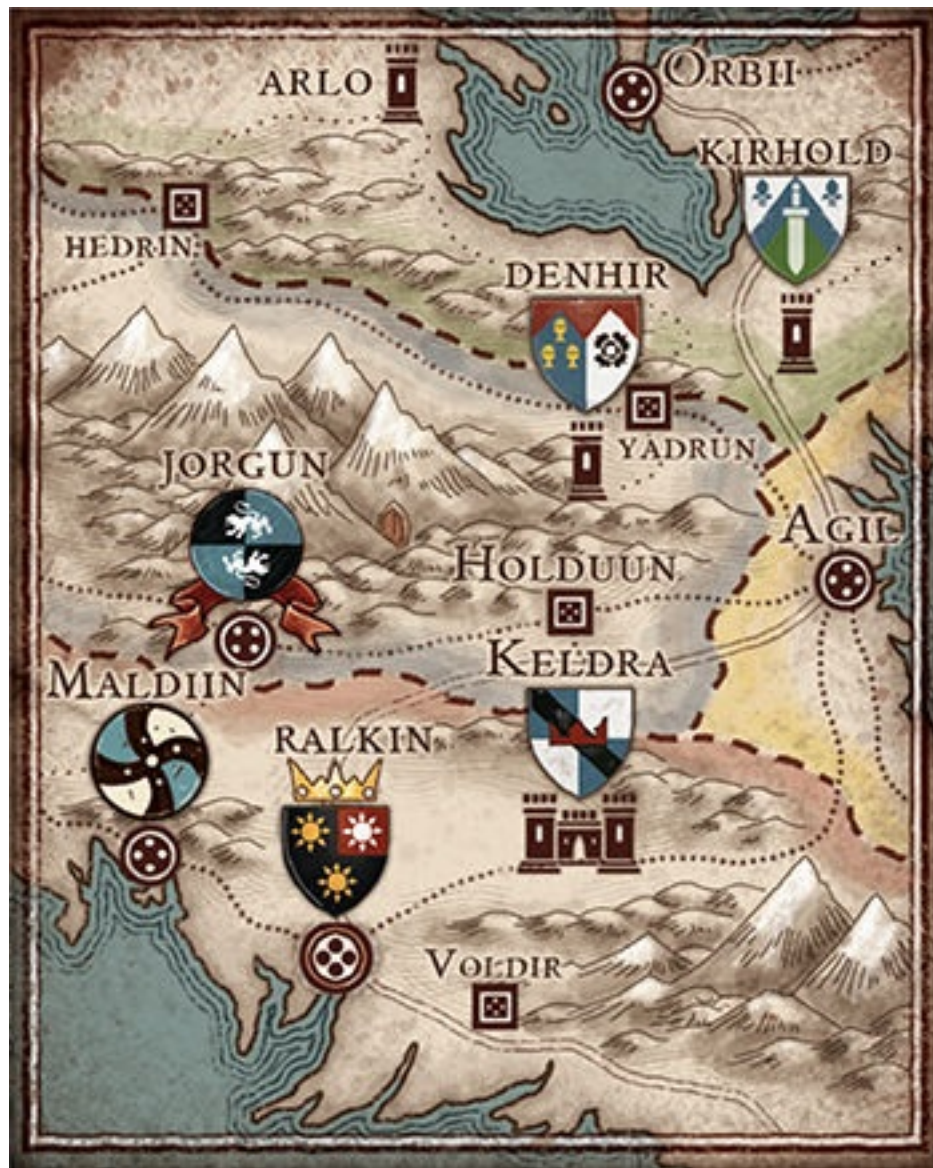 ARLO
ORBII
KIRHOLD
HEDRIN
DENHIR
YADRUN
JORGUN
AGIL
HOLDUUN
KELDRA
MALDIIN
RALKIN
VOLDIR